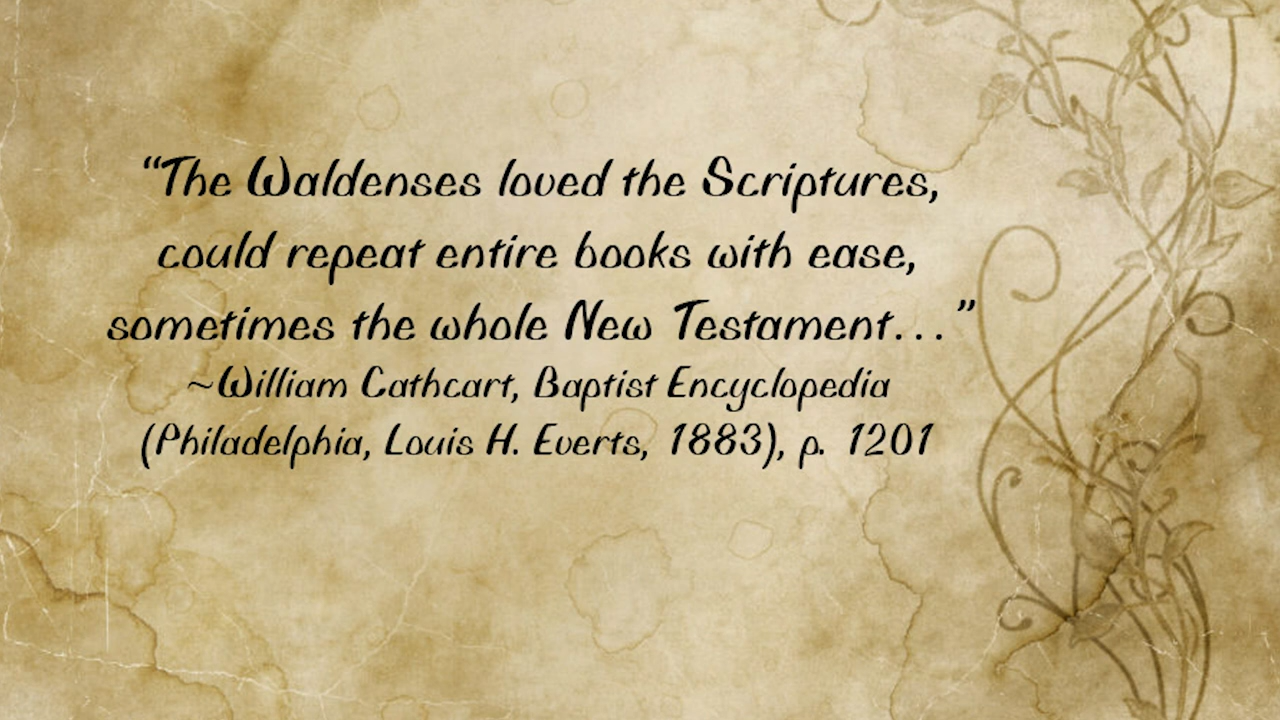 “The Waldenses loved the Scriptures,
could repeat entire books with ease,
sometimes the whole New Testament...”
~William Cathcart, Baptist Encyclopedia
(Philadelphia, Louis H. Everts, 1883), p. 1201